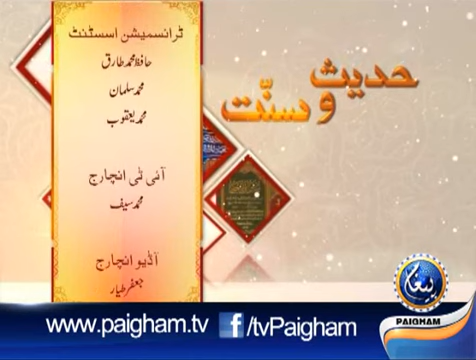 حدیث
و سنّت
ٹرانسمیشن اسسٹنٹ
حافظ محمد طارق
محمد سلمان
محمد یعقوب
آئی ٹی انچارج
محمد سیف
آڈیو انچارج
جعفر طیار
پیغام
PAIGHAM
www.paigham.tv f/tvPaigham